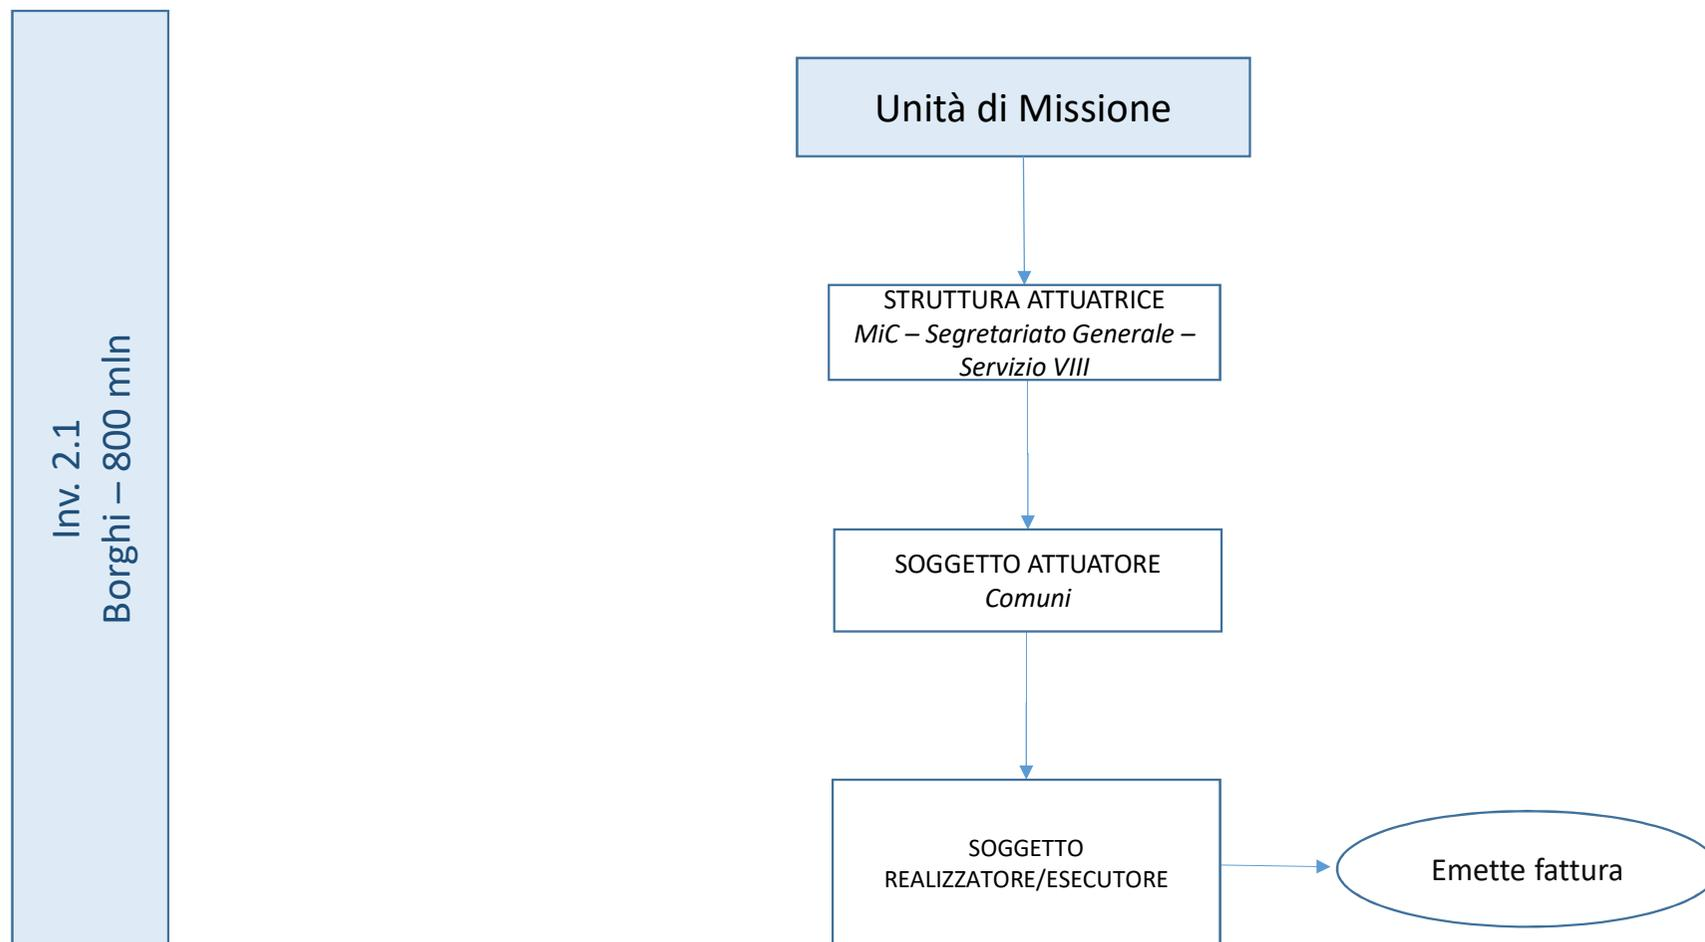 Inv. 2.1
Borghi – 800 mln
Unità di Missione
STRUTTURA ATTUATRICE
MiC – Segretariato Generale –
Servizio VIII
SOGGETTO ATTUATORE
Comuni
SOGGETTO
REALIZZATORE/ESECUTORE
Emette fattura